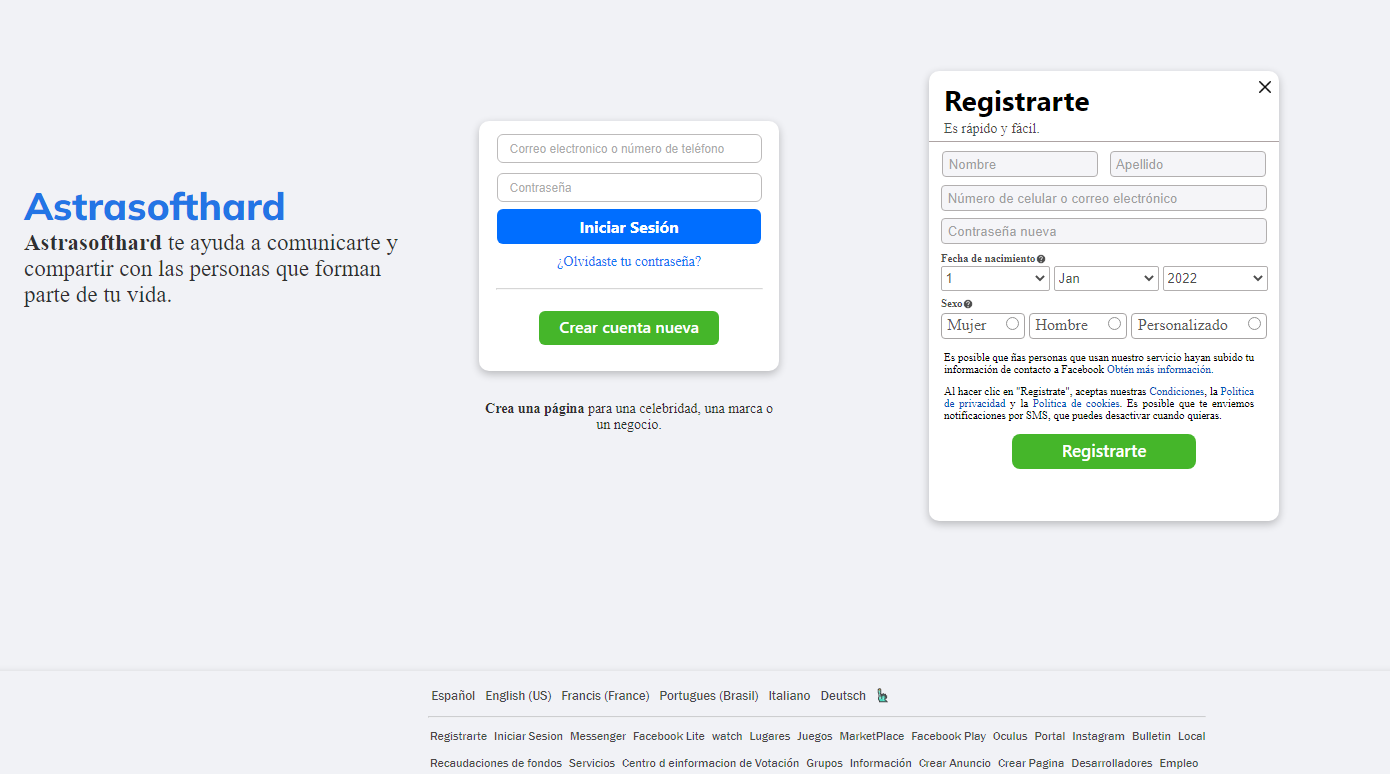 Astrasofthard
Astrasofthard te ayuda a comunicarte y
compartir con las personas que forman
parte de tu vida.
Correo electronico o número de teléfono
Contraseña
Iniciar Sesión
¿Olvidaste tu contraseña?
Crear cuenta nueva
Crea una página para una celebridad, una marca o
un negocio.
Registrarte
Es rápido y fácil.
Nombre Apellido
Número de celular o correo electrónico
Contraseña nueva
Fecha de nacimiento
1 Jan 2022
Sexo
Mujer Hombre Personalizado
Es posible que ñas personas que usan nuestro servicio hayan subido tu
información de contacto a Facebook Obtén más información.
Al hacer clic en "Registrate", aceptas nuestras Condiciones, la Política
de privacidad y la Política de cookies. Es posible que te enviemos
notificaciones por SMS, que puedes desactivar cuando quieras.
Registrarte
Español English (US) Francis (France) Portugues (Brasil) Italiano Deutsch
Registrarte Iniciar Sesion Messenger Facebook Lite watch Lugares Juegos MarketPlace Facebook Play Oculus Portal Instagram Bulletin Local
Recaudaciones de fondos Servicios Centro d einformacion de Votación Grupos Información Crear Anuncio Crear Pagina Desarrolladores Empleo